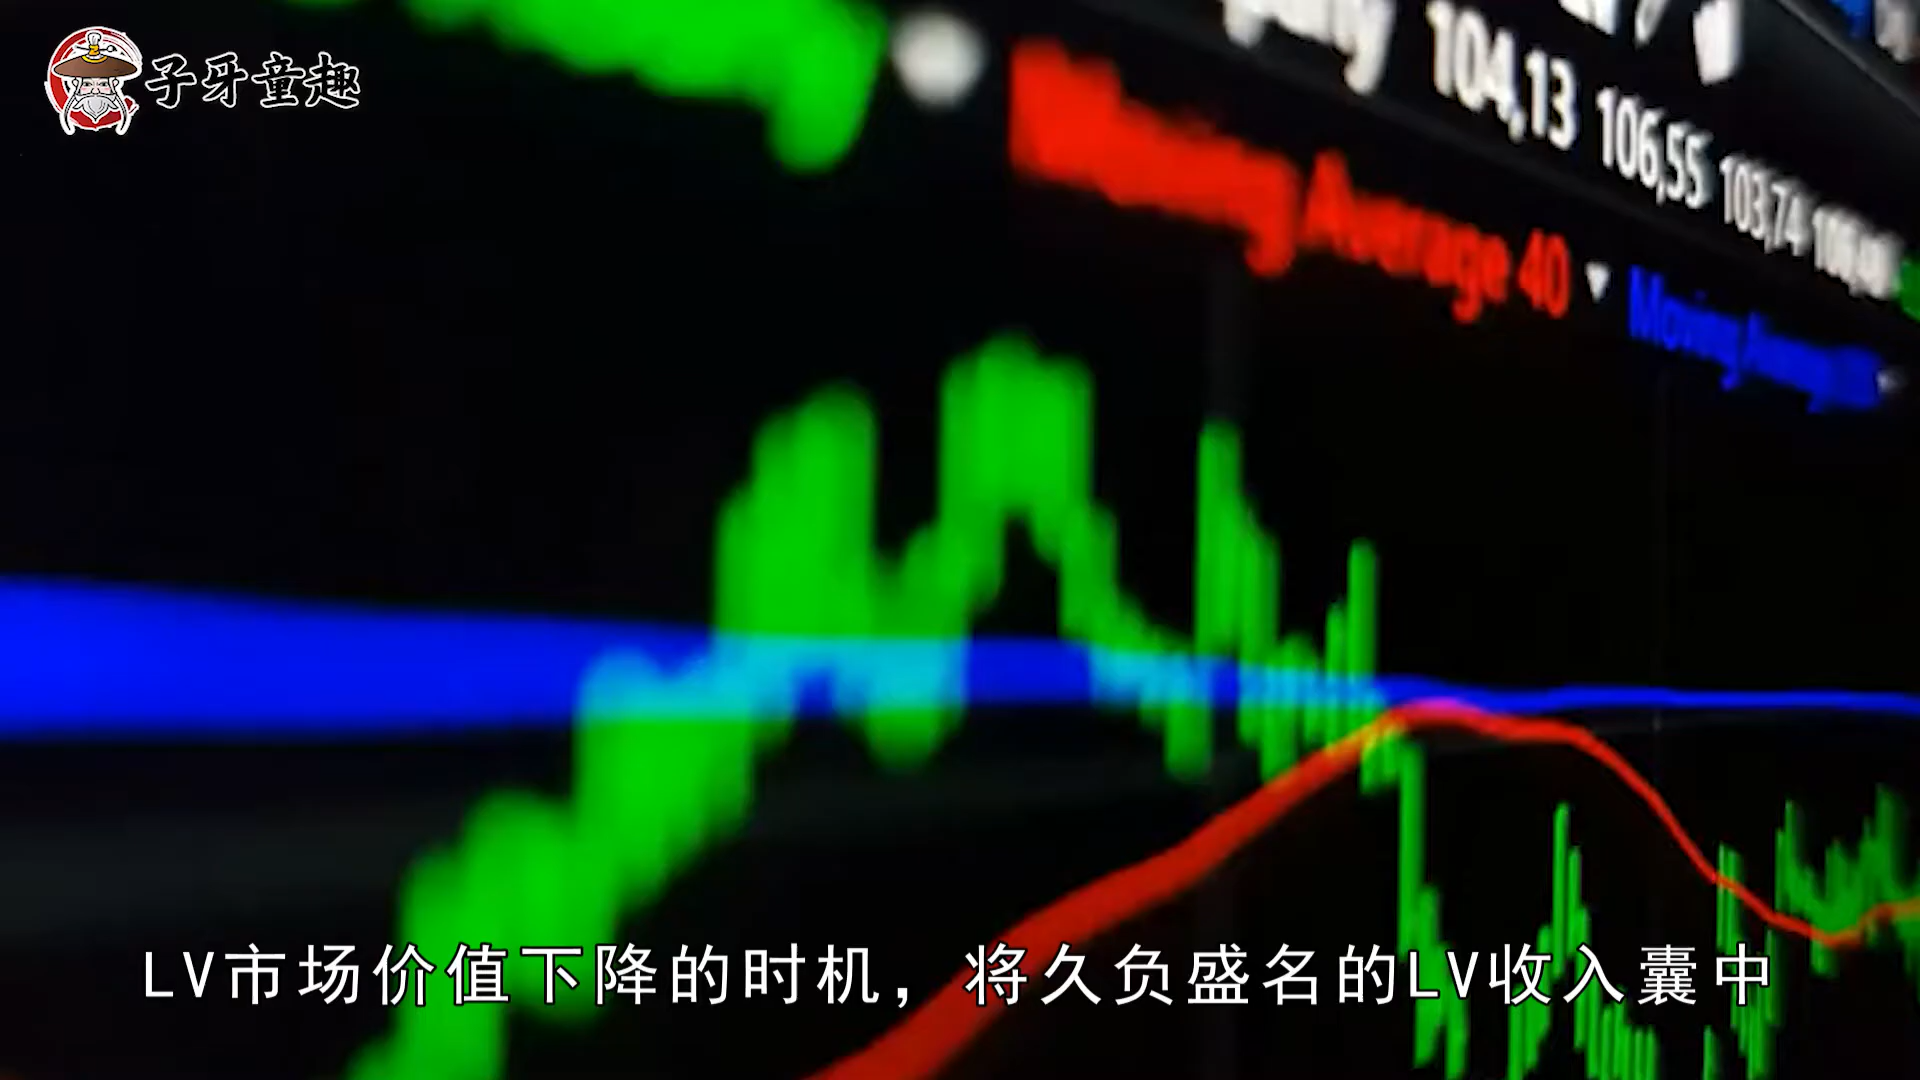 子牙童趣
104,13 106,55 103,74
Average 40
Moving
LV市场价值下降的时机，将久负盛名的LV收入囊中